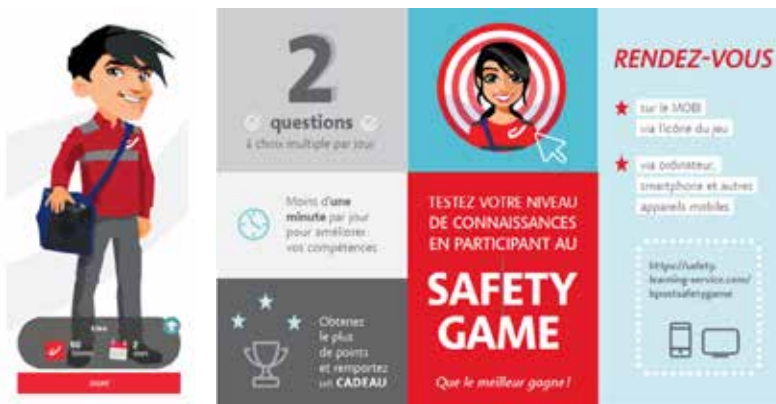 2
questions
à choix multiple par jour
Moins d'une
minute par jour
pour améliorer
vos compétences
Obtenez
le plus
de points
et remportez
un CADEAU
TESTEZ VOTRE NIVEAU
DE CONNAISSANCES
EN PARTICIPANT AU
SAFETY
GAME
Que le meilleur gagne !
RENDEZ-VOUS
sur le MOBI
via l'icône du jeu
via ordinateur,
smartphone et autres
appareils mobiles
https://safety.
learning-service.com/
bpostsafetygame